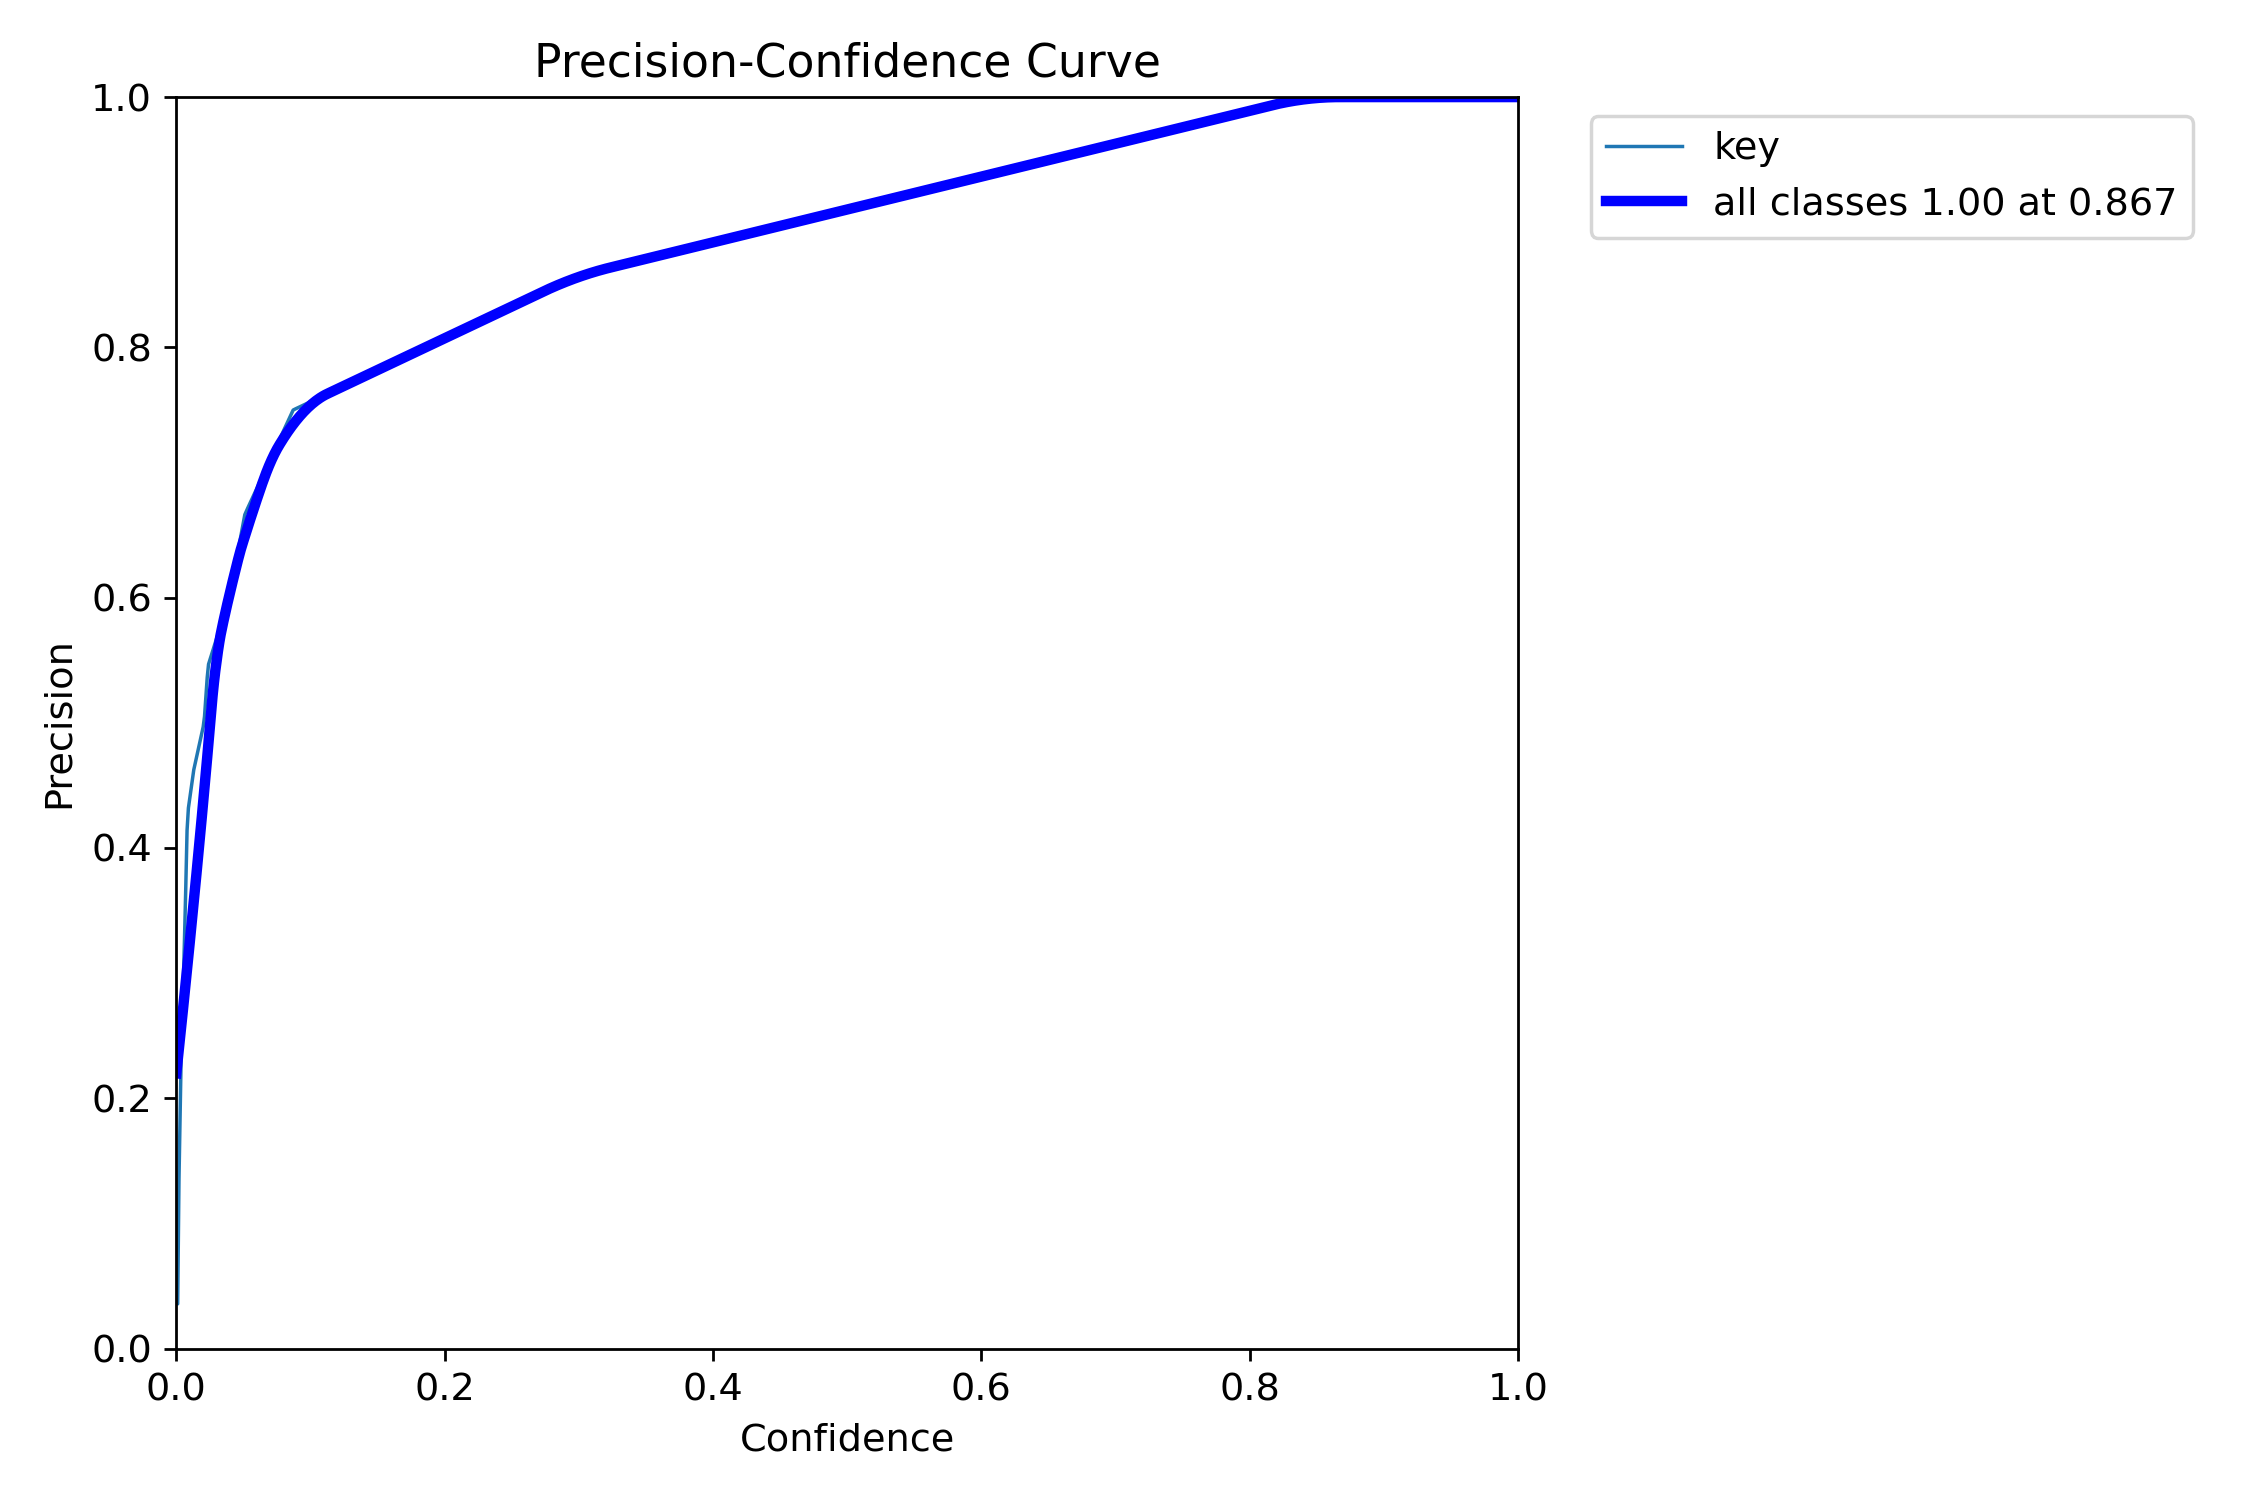 Precision-Confidence Curve
1.0
0.8
0.6
0.4
0.2
0.0
Precision
0.0 0.2 0.4 0.6 0.8 1.0
Confidence
key
all classes 1.00 at 0.867